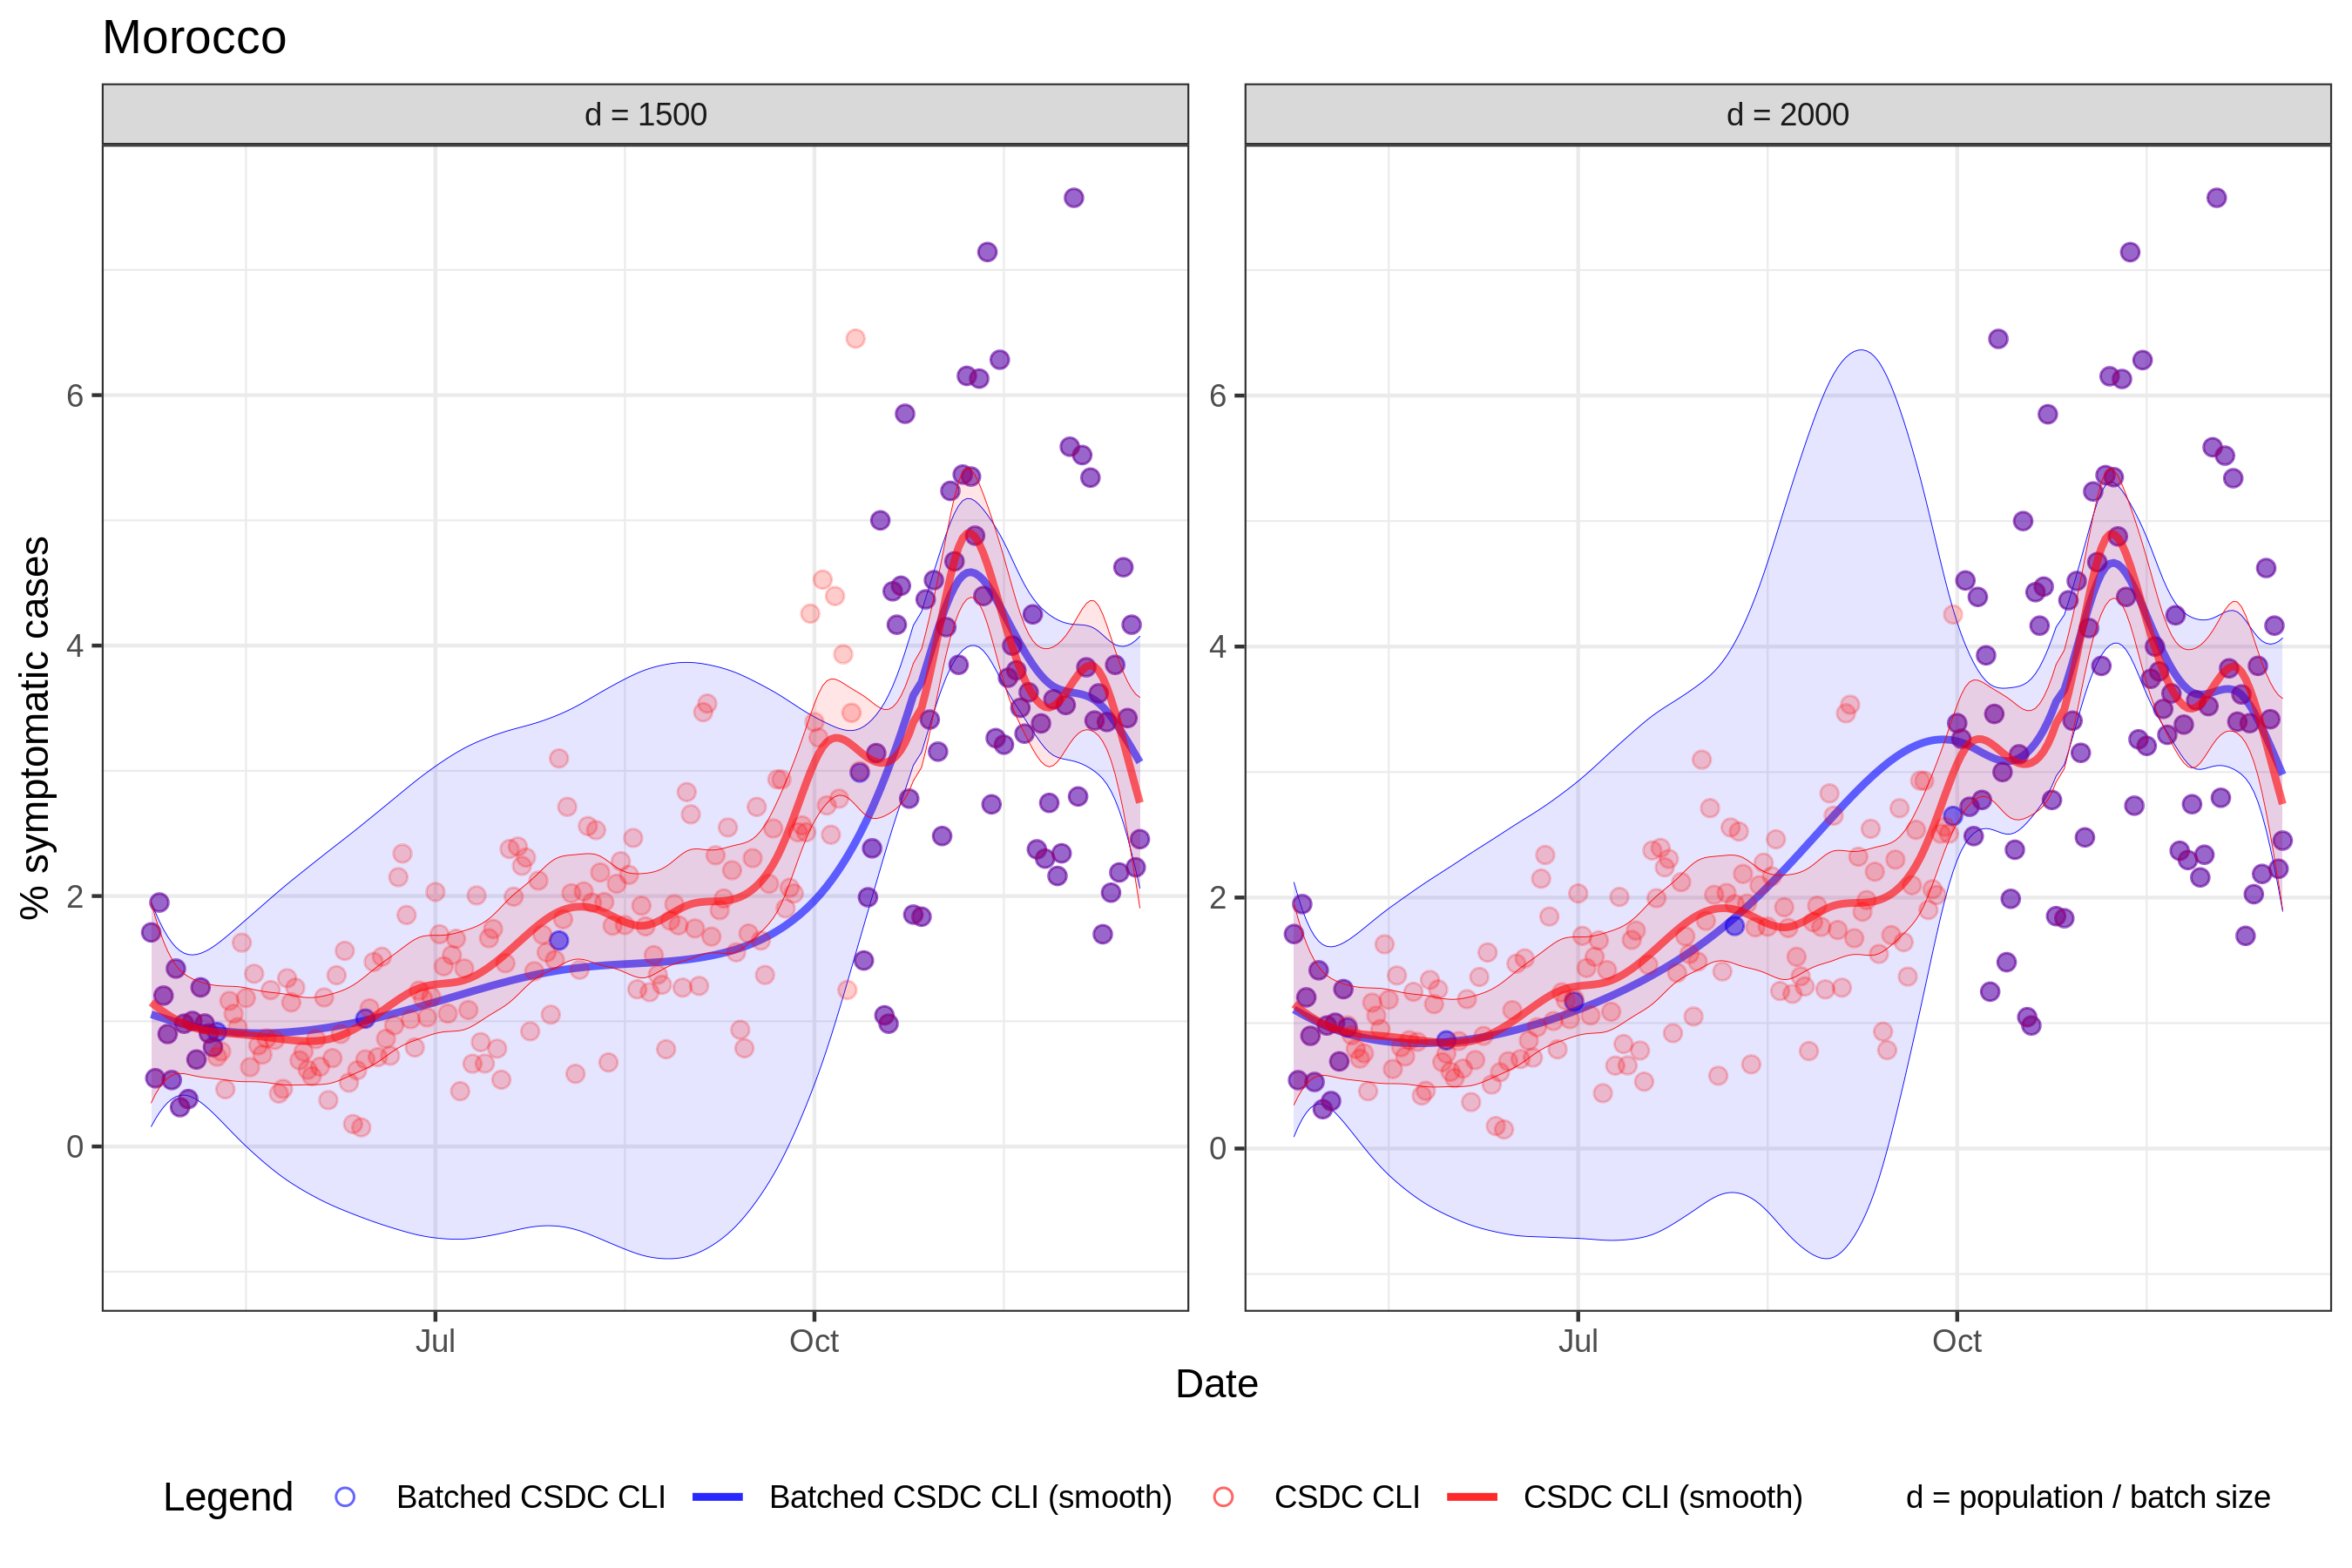 Morocco
d = 1500
d = 2000
% symptomatic cases
6
4
2
0
6
4
2
0
Jul
Oct
Jul
Oct
Date
Legend
Batched CSDC CLI
Batched CSDC CLI (smooth)
CSDC CLI
CSDC CLI (smooth)
d = population / batch size